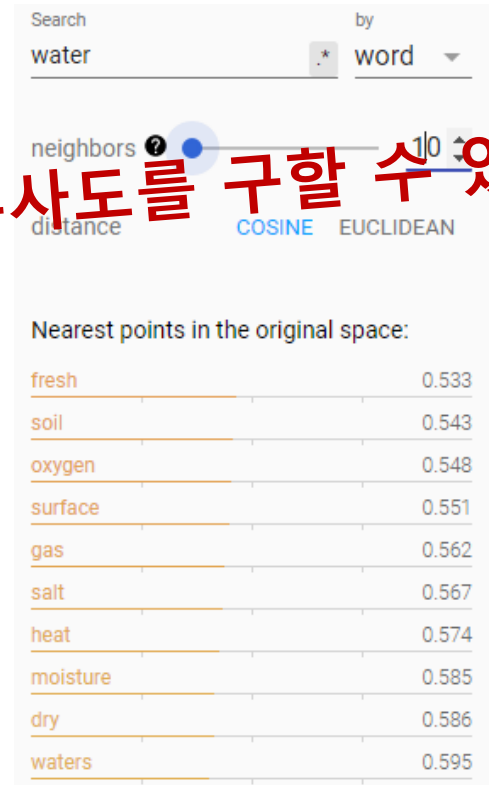 Search by
water .* word
neighbors ? 10
사도를 구할 수
distance COSINE EUCLIDEAN
Nearest points in the original space:
fresh 0.533
soil 0.543
oxygen 0.548
surface 0.551
gas 0.562
salt 0.567
heat 0.574
moisture 0.585
dry 0.586
waters 0.595